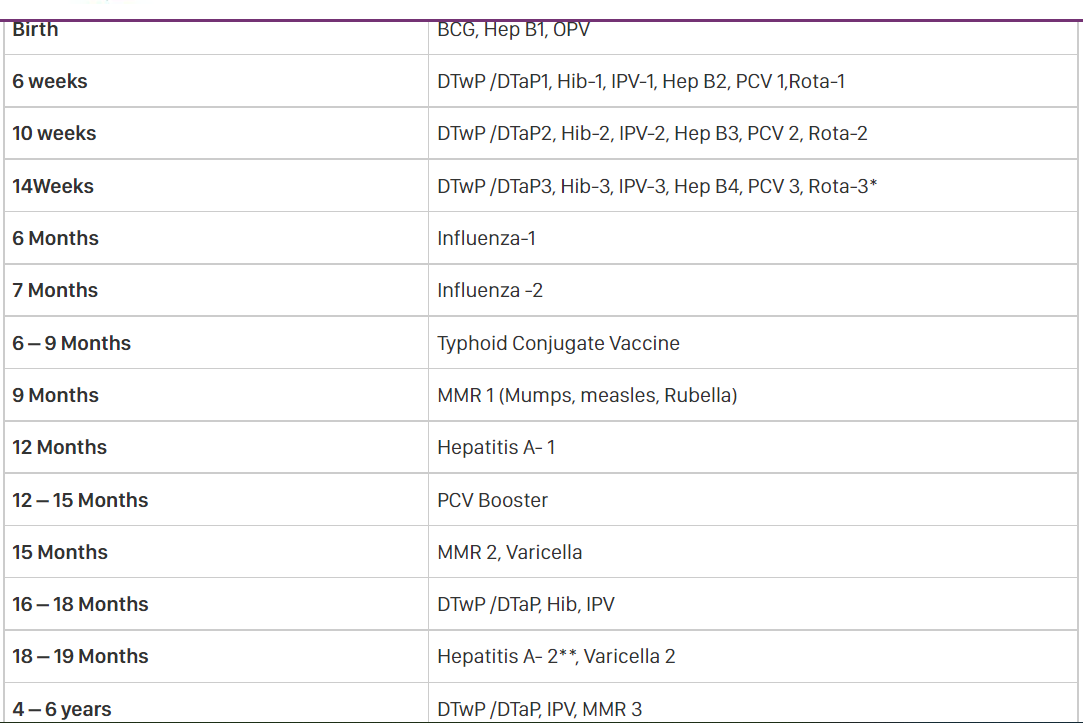 Birth BCG, Hep B1, OPV
6 weeks DTwP /DTaP1, Hib-1, IPV-1, Hep B2, PCV 1,Rota-1
10 weeks DTwP /DTaP2, Hib-2, IPV-2, Hep B3, PCV 2, Rota-2
14Weeks DTwP /DTaP3, Hib-3, IPV-3, Hep B4, PCV 3, Rota-3*
6 Months Influenza-1
7 Months Influenza -2
6 – 9 Months Typhoid Conjugate Vaccine
9 Months MMR 1 (Mumps, measles, Rubella)
12 Months Hepatitis A- 1
12 – 15 Months PCV Booster
15 Months MMR 2, Varicella
16 – 18 Months DTwP /DTaP, Hib, IPV
18 – 19 Months Hepatitis A- 2**, Varicella 2
4 – 6 years DTwP /DTaP, IPV, MMR 3